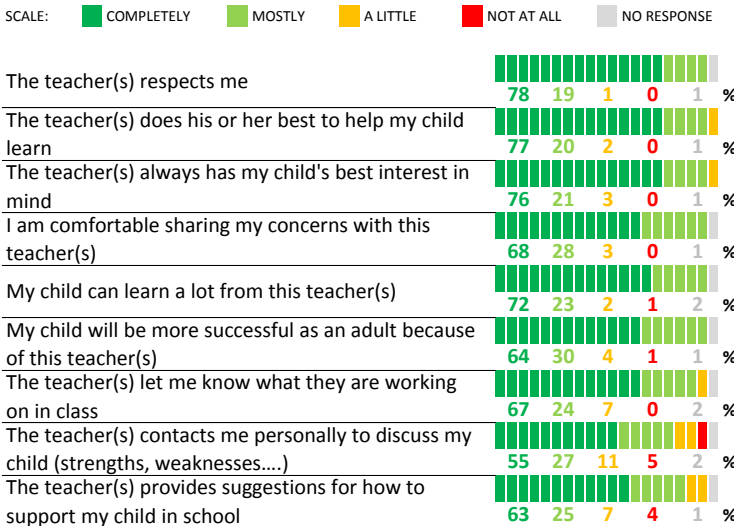 SCALE: COMPLETELY MOSTLY A LITTLE NOT AT ALL NO RESPONSE
The teacher(s) respects me
78 19 1 0 1 %
The teacher(s) does his or her best to help my child
learn
77 20 2 0 1 %
The teacher(s) always has my child's best interest in
mind
76 21 3 0 1 %
I am comfortable sharing my concerns with this
teacher(s)
68 28 3 0 1 %
My child can learn a lot from this teacher(s)
72 23 2 1 2 %
My child will be more successful as an adult because
of this teacher(s)
64 30 4 1 1 %
The teacher(s) let me know what they are working
on in class
67 24 7 0 2 %
The teacher(s) contacts me personally to discuss my
child (strengths, weaknesses....)
55 27 11 5 2 %
The teacher(s) provides suggestions for how to
support my child in school
63 25 7 4 1 %